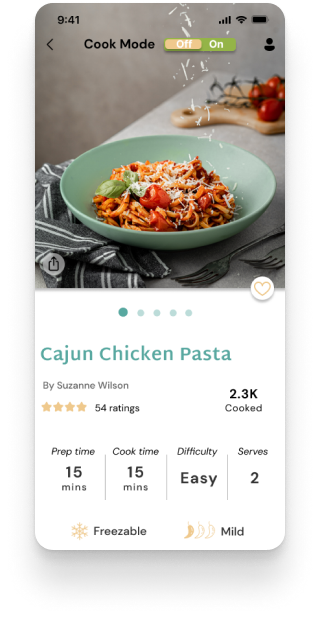 9:41
Cook Mode Off On
Cajun Chicken Pasta
By Suzanne Wilson
2.3K
54 ratings
Cooked
Prep time Cook time Difficulty Serves
15 15 Easy 2
mins mins
Freezable Mild